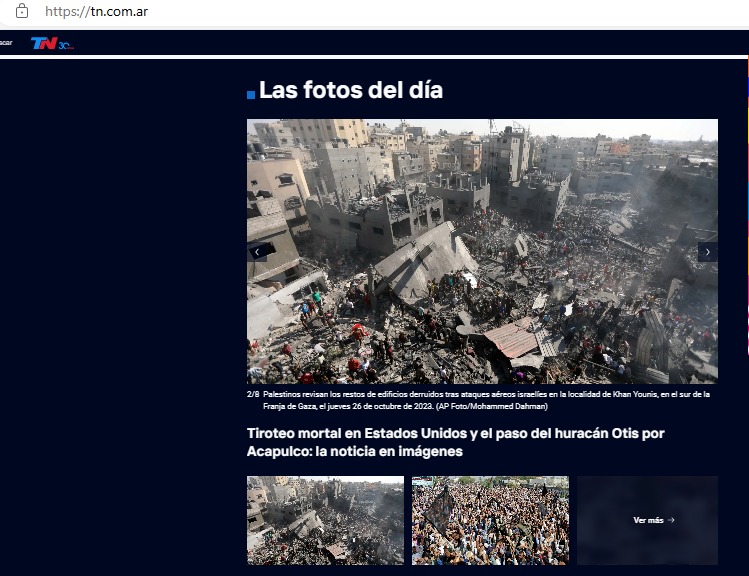 https://tn.com.ar
scar
TN 30
Las fotos del día
2/8 Palestinos revisan los restos de edificios derruidos tras ataques aéreos israelíes en la localidad de Khan Younis, en el sur de la
Franja de Gaza, el jueves 26 de octubre de 2023. (AP Foto/Mohammed Dahman)
Tiroteo mortal en Estados Unidos y el paso del huracán Otis por
Acapulco: la noticia en imágenes
Ver más →